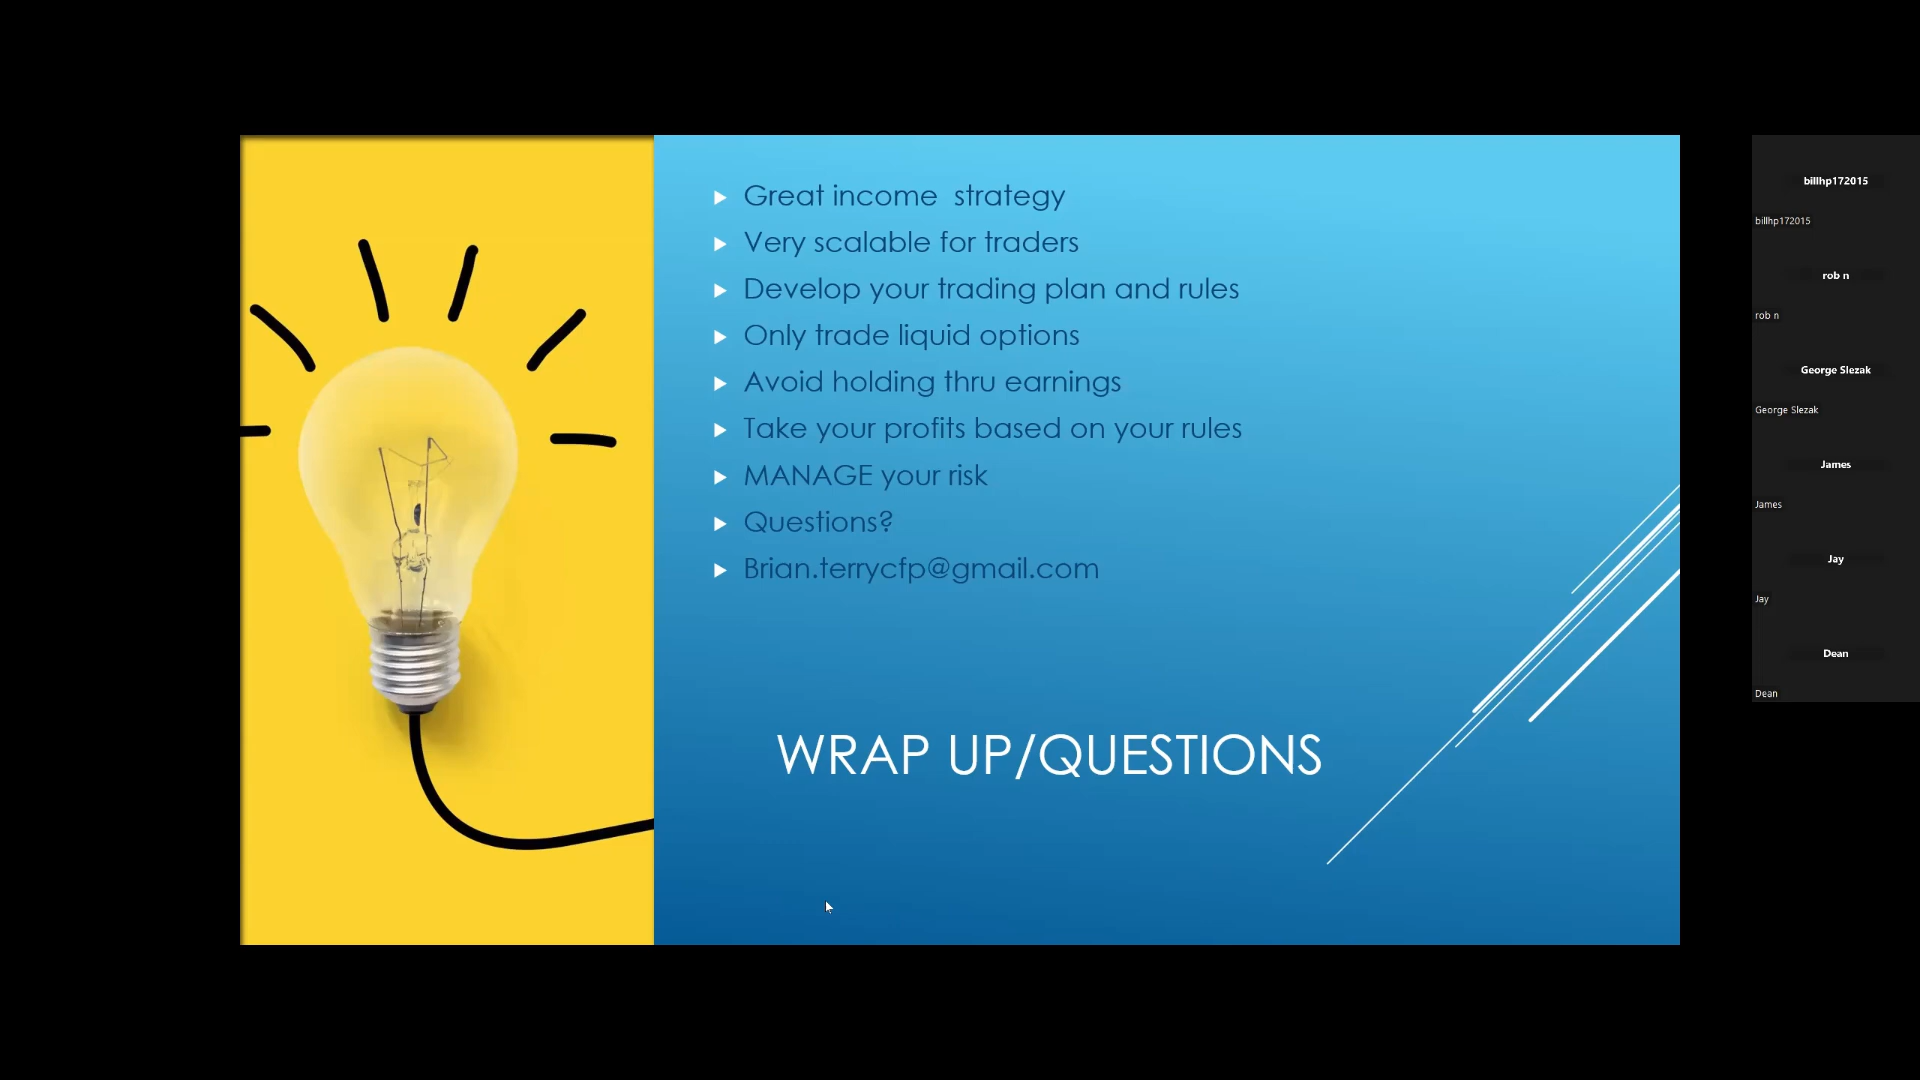 Great income  strategy
Very scalable for traders
Develop your trading plan and rules
Only trade liquid options
Avoid holding thru earnings
Take your profits based on your rules
MANAGE your risk
Questions?
Brian.terrycfp@gmail.com
WRAP UP/QUESTIONS
billhp172015
billhp172015
rob n
rob n
George Slezak
George Slezak
James
James
Jay
Jay
Dean
Dean